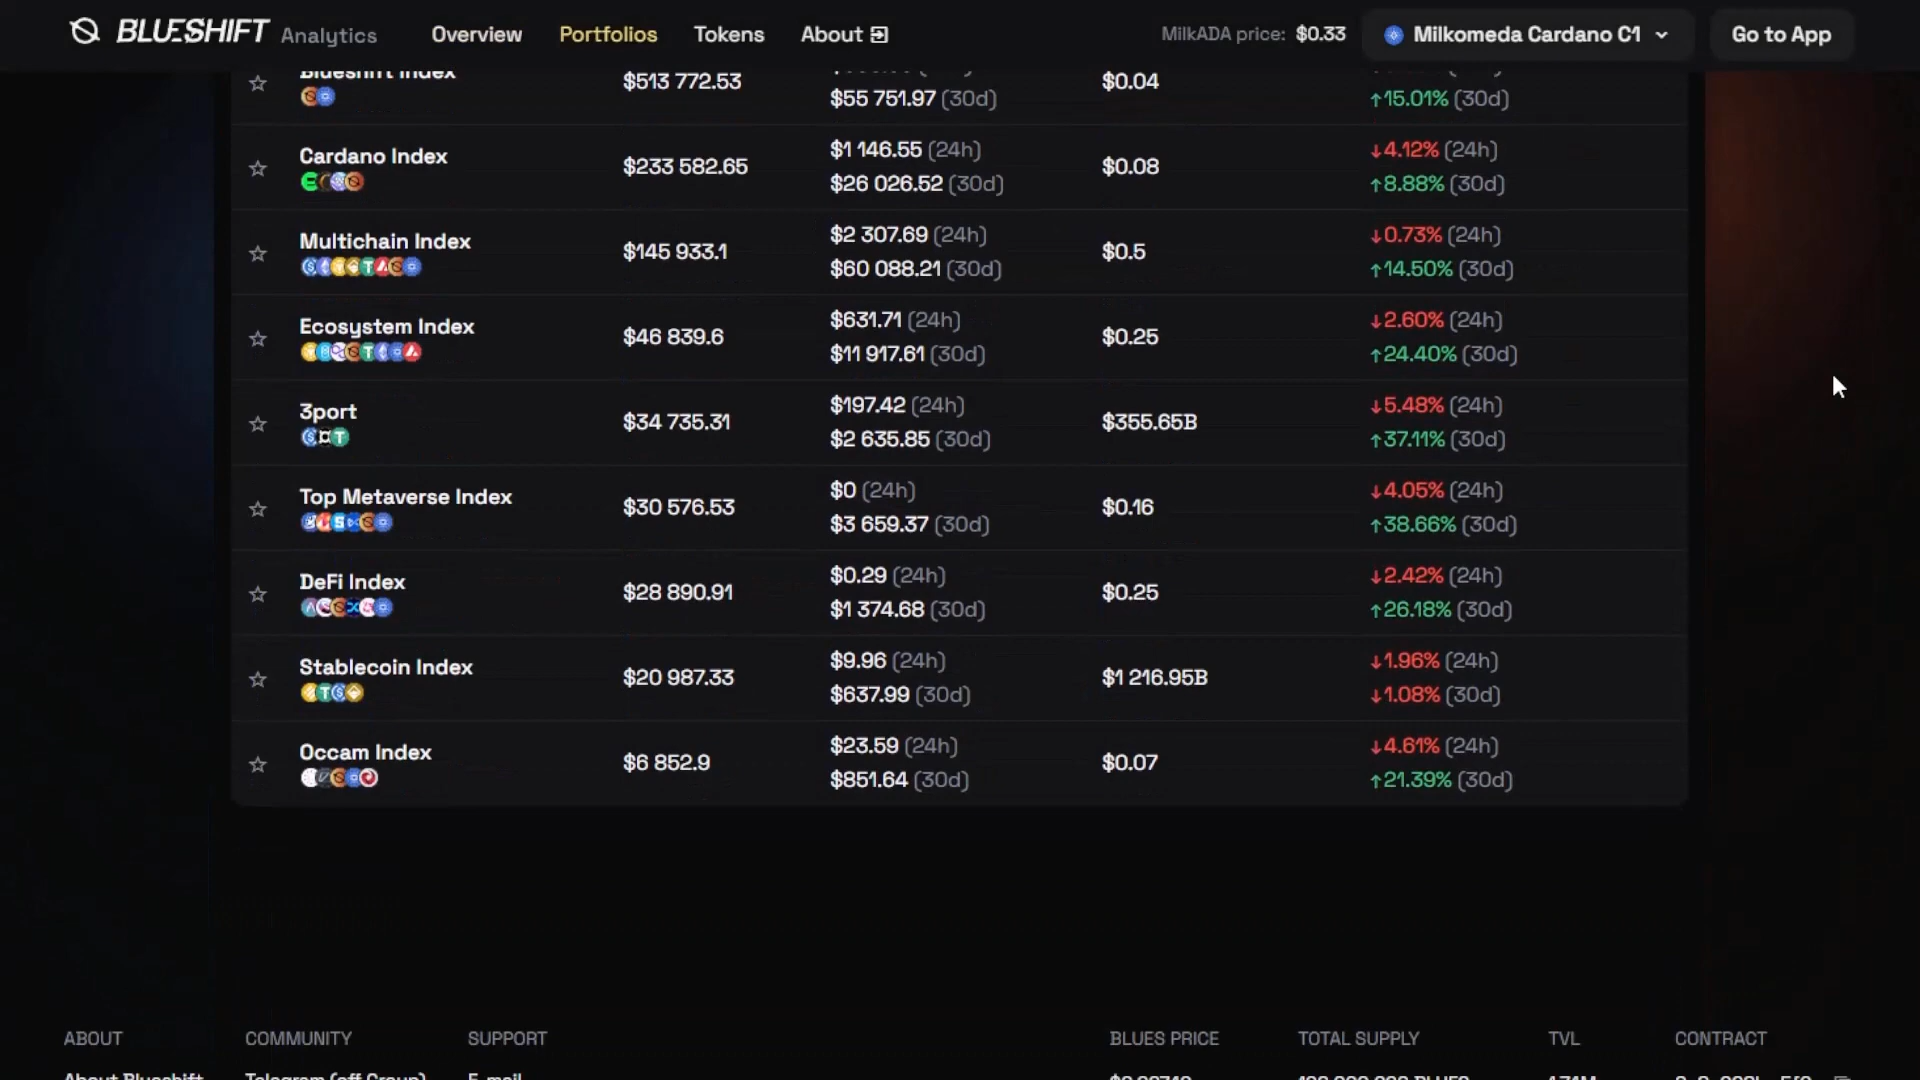 BLUESHIFT Analytics Overview Portfolios Tokens About MilkADA price: $0.33 Milkomeda Cardano C1 Go to App
Blueshift Index $513 772.53 $55 751.97 (30d) $0.04 ↑15.01% (30d)
Cardano Index $233 582.65 $1 146.55 (24h) $26 026.52 (30d) $0.08 ↓4.12% (24h) ↑8.88% (30d)
Multichain Index $145 933.1 $2 307.69 (24h) $60 088.21 (30d) $0.5 ↓0.73% (24h) ↑14.50% (30d)
Ecosystem Index $46 839.6 $631.71 (24h) $11 917.61 (30d) $0.25 ↓2.60% (24h) ↑24.40% (30d)
3port $34 735.31 $197.42 (24h) $2 635.85 (30d) $355.65B ↓5.48% (24h) ↑37.11% (30d)
Top Metaverse Index $30 576.53 $0 (24h) $3 659.37 (30d) $0.16 ↓4.05% (24h) ↑38.66% (30d)
DeFi Index $28 890.91 $0.29 (24h) $1 374.68 (30d) $0.25 ↓2.42% (24h) ↑26.18% (30d)
Stablecoin Index $20 987.33 $9.96 (24h) $637.99 (30d) $1 216.95B ↓1.96% (24h) ↓1.08% (30d)
Occam Index $6 852.9 $23.59 (24h) $851.64 (30d) $0.07 ↓4.61% (24h) ↑21.39% (30d)
ABOUT COMMUNITY SUPPORT BLUES PRICE TOTAL SUPPLY TVL CONTRACT
About Blueshift Telegram (off Group) E-mail